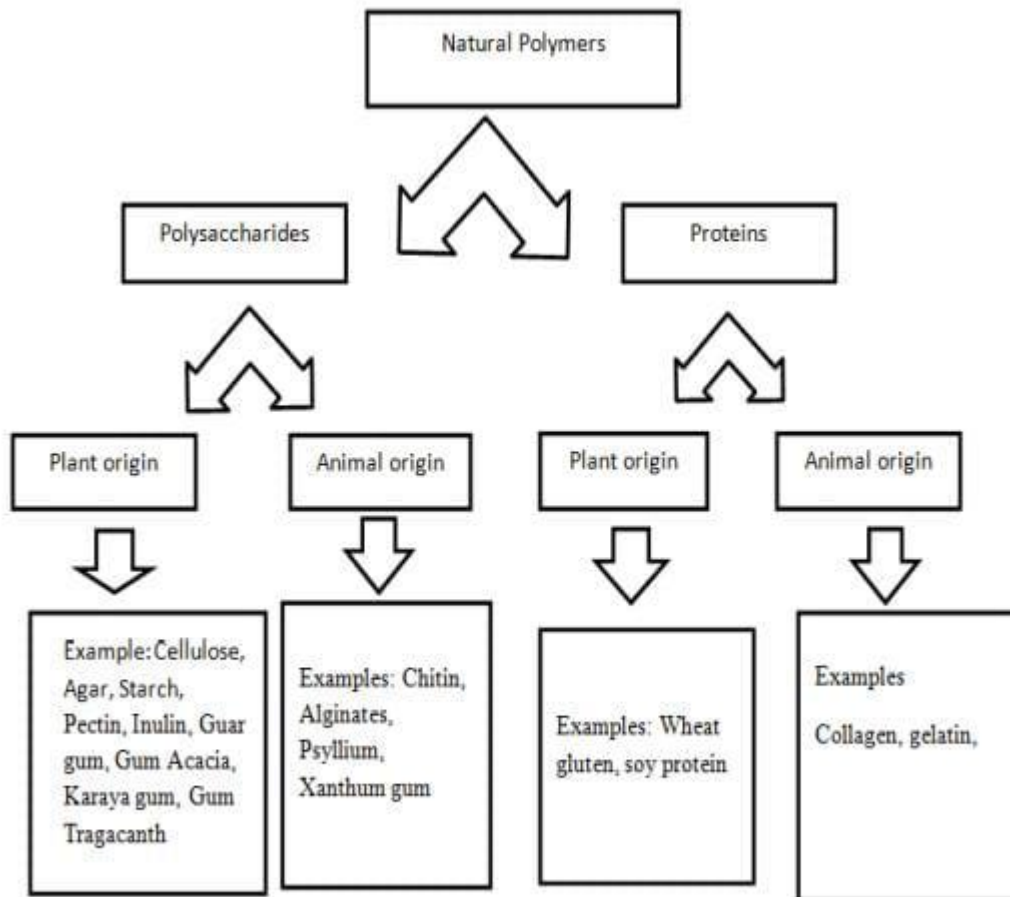 Natural Polymers
Polysaccharides
Proteins
Plant origin
Animal origin
Plant origin
Animal origin
Example: Cellulose,
Agar, Starch,
Pectin, Inulin, Guar
gum, Gum Acacia,
Karaya gum, Gum
Tragacanth
Examples: Chitin,
Alginates,
Psyllium,
Xanthum gum
Examples: Wheat
gluten, soy protein
Examples
Collagen, gelatin,